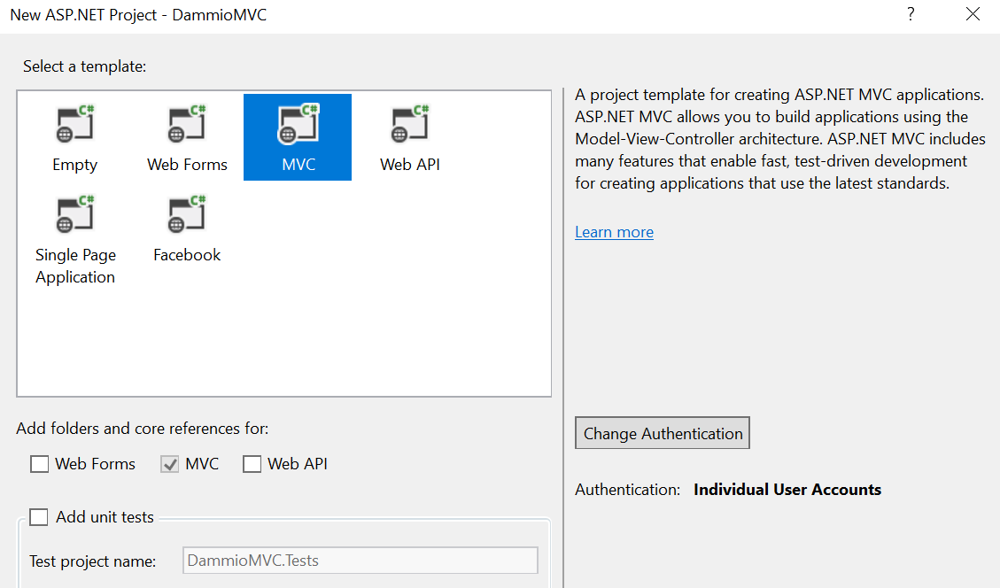 New ASP.NET Project - DammioMVC
?
Select a template:
C#
C#
C#
C#
Empty
Web Forms
MVC
Web API
C#
C#
Single Page
Application
Facebook
A project template for creating ASP.NET MVC applications.
ASP.NET MVC allows you to build applications using the
Model-View-Controller architecture. ASP.NET MVC includes
many features that enable fast, test-driven development
for creating applications that use the latest standards.
Learn more
Change Authentication
Authentication: Individual User Accounts
Add folders and core references for:
Web Forms
MVC
Web API
Add unit tests
Test project name:
DammioMVC.Tests